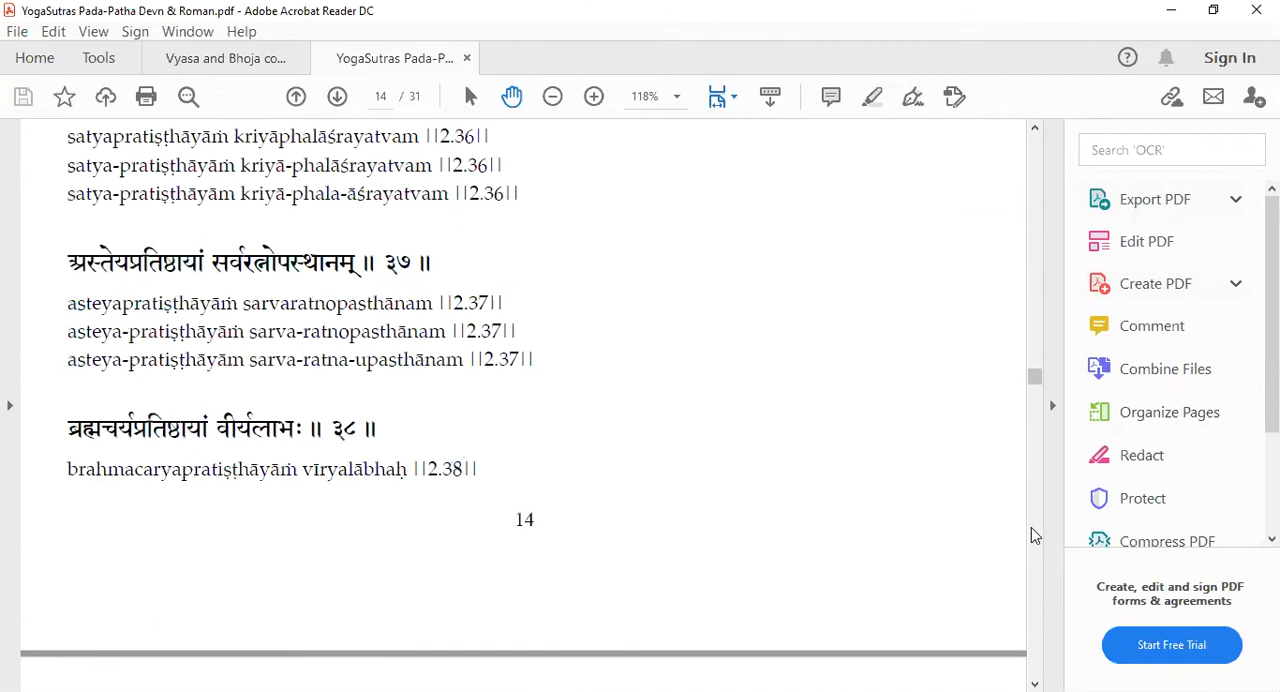 YogaSutras Pada-Patha Devn & Roman.pdf - Adobe Acrobat Reader DC
File Edit View Sign Window Help
Home Tools Vyasa and Bhoja co... YogaSutras Pada-P... × Sign In
14 / 31 118%
satyapratiṣṭhāyāṁ kriyāphalāśrayatvam ||2.36||
satya-pratiṣṭhāyāṁ kriyā-phalāśrayatvam ||2.36||
satya-pratiṣṭhāyām kriyā-phala-āśrayatvam ||2.36||
अस्तेयप्रतिष्ठायां सर्वरत्नोपस्थानम् ॥ ३७ ॥
asteyapratiṣṭhāyāṁ sarvaratnopasthānam ||2.37||
asteya-pratiṣṭhāyāṁ sarva-ratnopasthānam ||2.37||
asteya-pratiṣṭhāyām sarva-ratna-upasthānam ||2.37||
ब्रह्मचर्यप्रतिष्ठायां वीर्यलाभः ॥ ३८ ॥
brahmacaryapratiṣṭhāyāṁ vīryalābhaḥ ||2.38||
14
Search 'OCR'
Export PDF
Edit PDF
Create PDF
Comment
Combine Files
Organize Pages
Redact
Protect
Compress PDF
Create, edit and sign PDF
forms & agreements
Start Free Trial